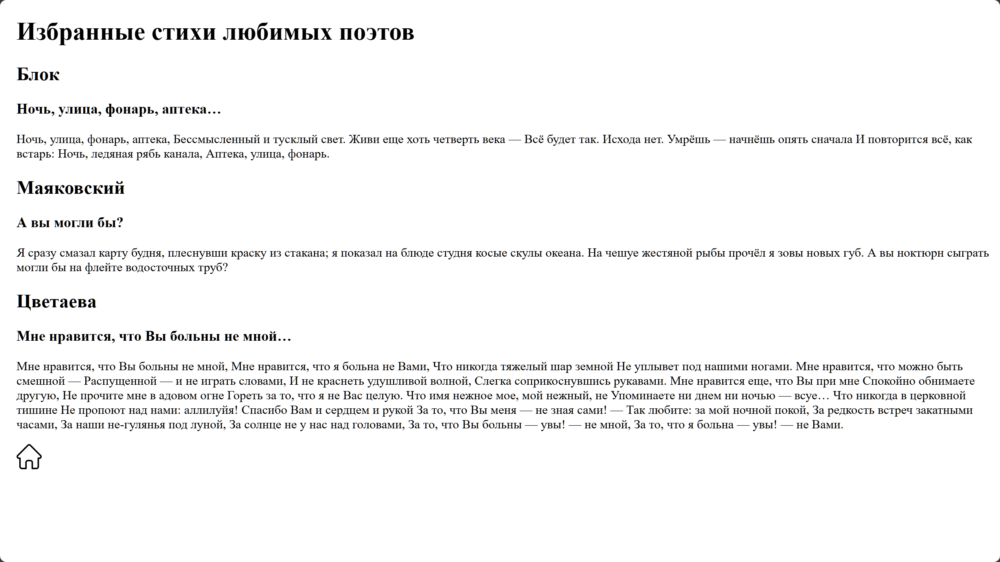 Избранные стихи любимых поэтов
Блок
Ночь, улица, фонарь, аптека…
Ночь, улица, фонарь, аптека, Бессмысленный и тусклый свет. Живи еще хоть четверть века — Всё будет так. Исхода нет. Умрёшь — начнёшь опять сначала И повторится всё, как
встарь: Ночь, ледяная рябь канала, Аптека, улица, фонарь.
Маяковский
А вы могли бы?
Я сразу смазал карту будня, плеснувши краску из стакана; я показал на блюде студня косые скулы океана. На чешуе жестяной рыбы прочёл я зовы новых губ. А вы ноктюрн сыграть
могли бы на флейте водосточных труб?
Цветаева
Мне нравится, что Вы больны не мной…
Мне нравится, что Вы больны не мной, Мне нравится, что я больна не Вами, Что никогда тяжелый шар земной Не уплывет под нашими ногами. Мне нравится, что можно быть
смешной — Распущенной — и не играть словами, И не краснеть удушливой волной, Слегка соприкоснувшись рукавами. Мне нравится еще, что Вы при мне Спокойно обнимаете
другую, Не прочите мне в адовом огне Гореть за то, что я не Вас целую. Что имя нежное мое, мой нежный, не Упоминаете ни днем ни ночью — всуе… Что никогда в церковной
тишине Не пропоют над нами: аллилуйя! Спасибо Вам и сердцем и рукой За то, что Вы меня — не зная сами! — Так любите: за мой ночной покой, За редкость встреч закатными
часами, За наши не-гулянья под луной, За солнце не у нас над головами, За то, что Вы больны — увы! — не мной, За то, что я больна — увы! — не Вами.